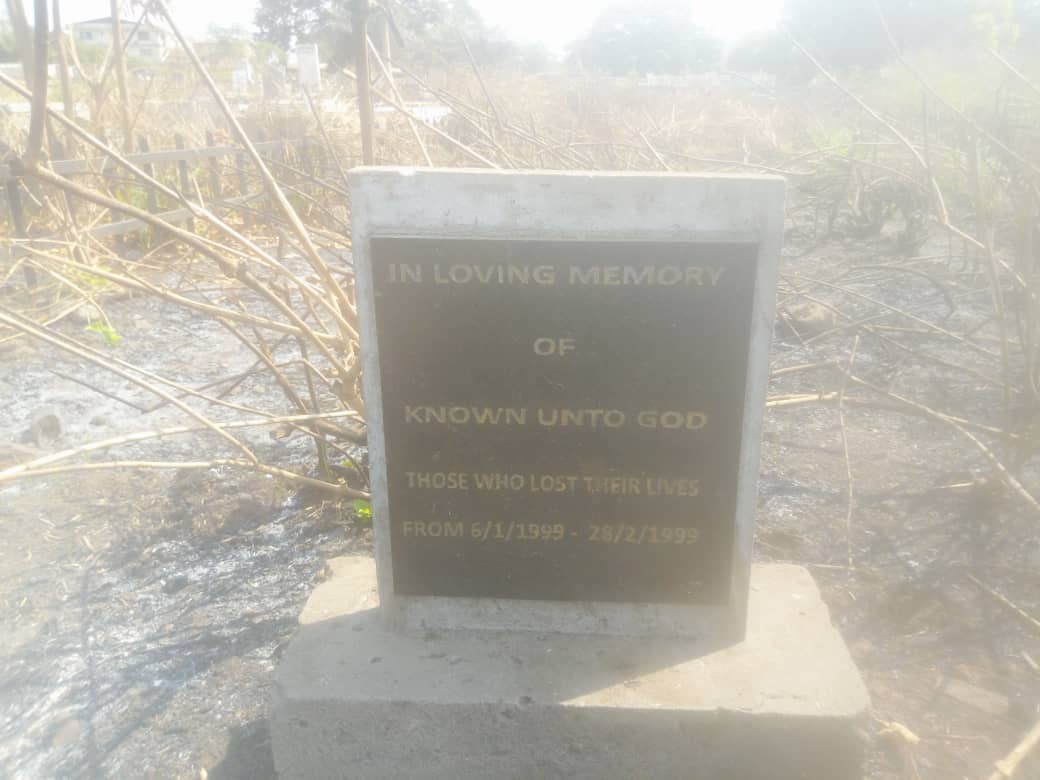 IN LOVING MEMORY
OF
KNOWN UNTO GOD
THOSE WHO LOST THEIR LIVES
FROM 6/1/1999 - 28/2/1999